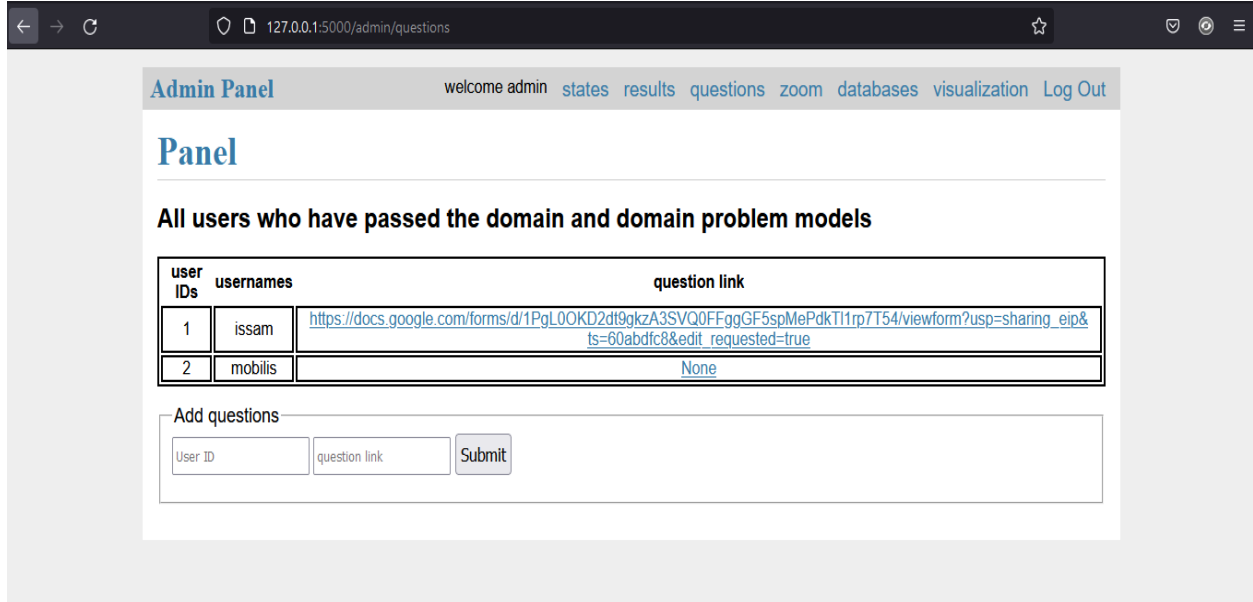 127.0.0.1:5000/admin/questions
Admin Panel welcome admin states results questions zoom databases visualization Log Out
Panel
All users who have passed the domain and domain problem models
user IDs usernames question link
1 issam https://docs.google.com/forms/d/1PgL0OKD2dt9gkzA3SVQ0FFggGF5spMePdkTl1rp7T54/viewform?usp=sharing_eip&
ts=60abdfc8&edit_requested=true
2 mobilis None
Add questions
User ID question link Submit